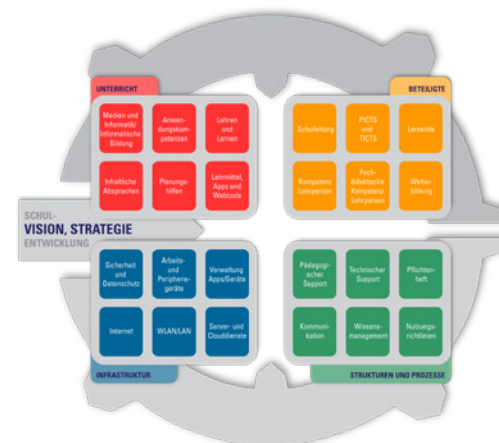 UNTERRICHT
Medien und
Informatik/
Informatische
Bildung
Anwen-
dungskom-
petenzen
Lehren
und
Lernen
Inhaltliche
Absprachen
Planungs-
hilfen
Lehrmittel,
Apps und
Webtools
BETEILIGTE
Schulleitung
PICTS
und
TICTS
Lernende
Kompetenz
Lehrperson
Fach-
didaktische
Kompetenz
Lehrperson
Weiter-
bildung
SCHUL-
VISION, STRATEGIE
ENTWICKLUNG
Sicherheit
und
Datenschutz
Arbeits-
und
Peripherie-
geräte
Verwaltung
Apps/Geräte
Internet
WLAN/LAN
Server- und
Clouddienste
INFRASTRUKTUR
Pädagogi-
scher
Support
Technischer
Support
Pflichten-
heft
Kommuni-
kation
Wissens-
management
Nutzungs-
richtlinien
STRUKTUREN UND PROZESSE